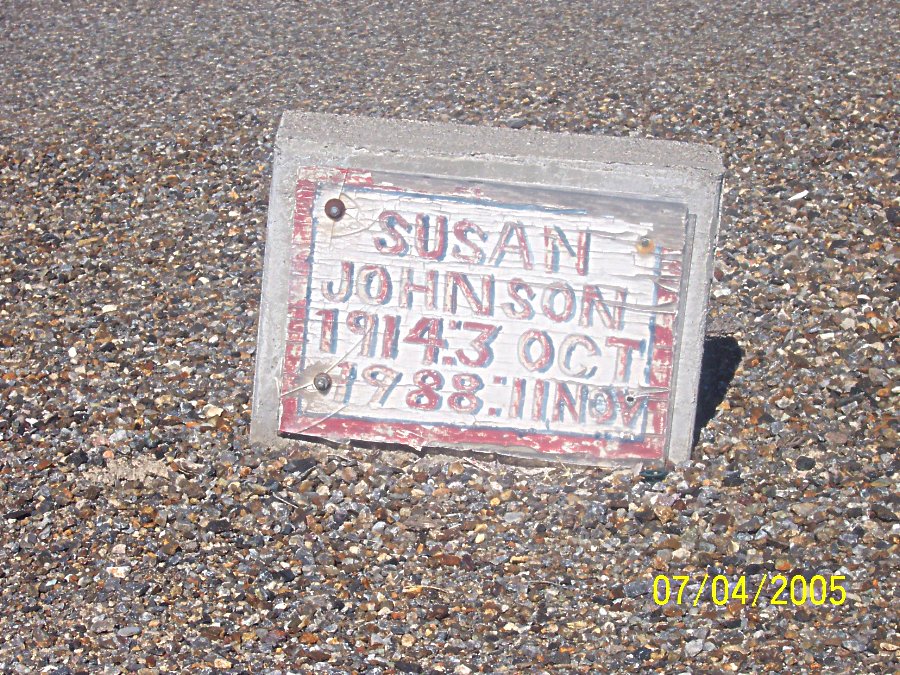 SUSAN
JOHNSON
1914:3 OCT
1988:11NOV
07/04/2005